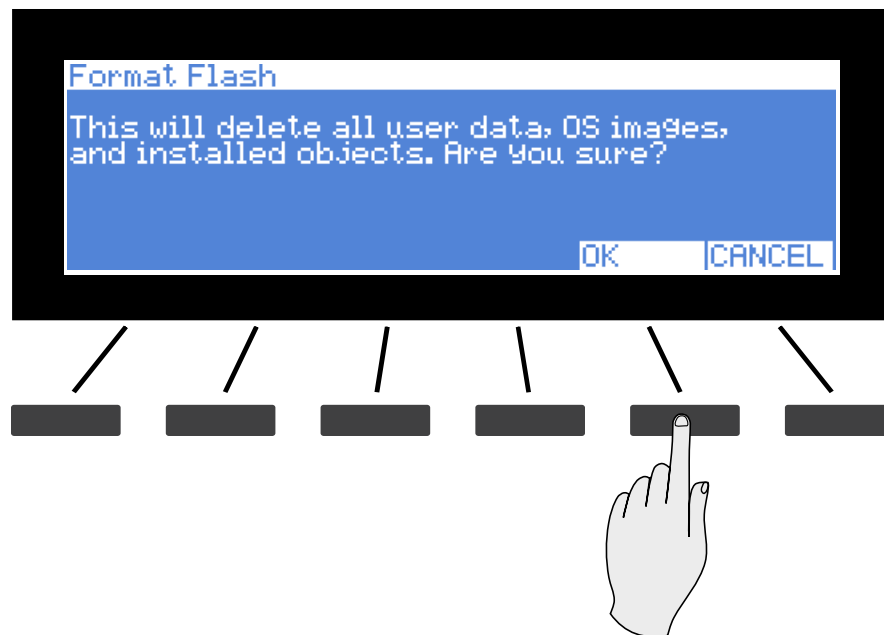 Format Flash
This will delete all user data, OS images,
and installed objects. Are you sure?
OK CANCEL